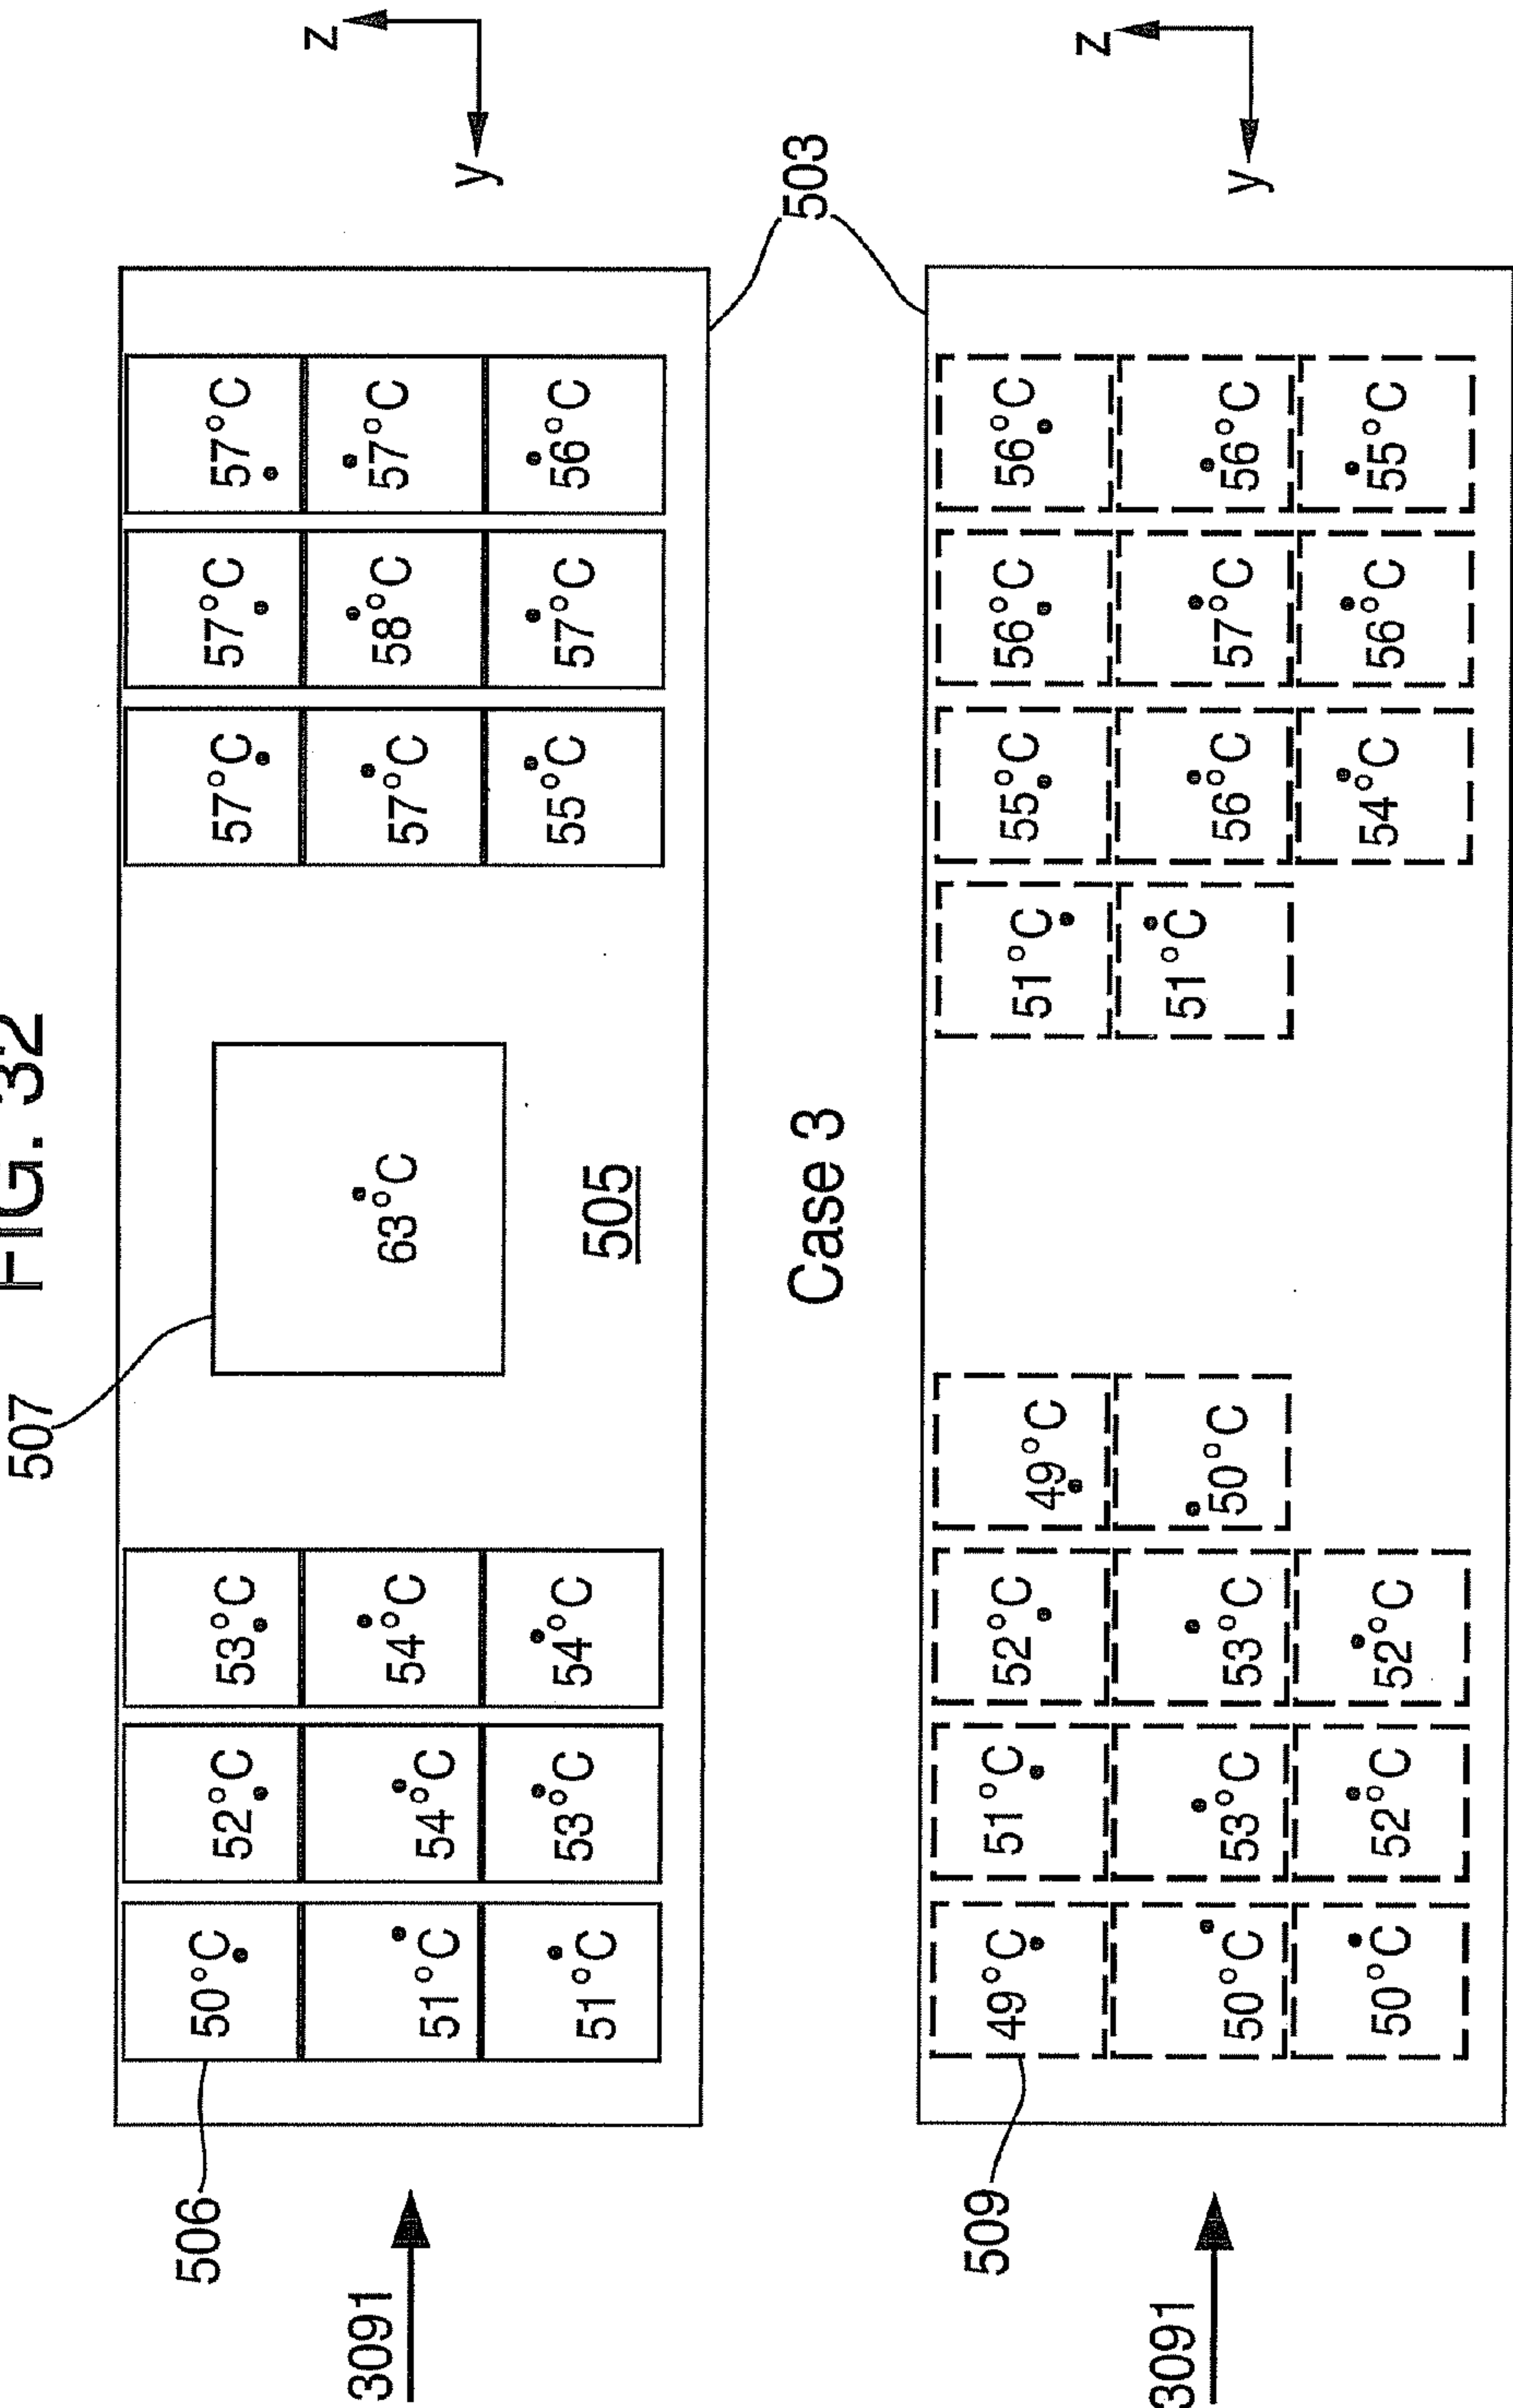 FIG. 32
507
506 50°C 52°C 53°C 57°C 57°C 57°C z
3091 51°C 54°C 54°C 63°C 57°C 58°C 57°C
51°C 53°C 54°C 55°C 57°C 56°C y
505
Case 3 503
509 49°C 51°C 52°C 49°C 51°C 55°C 56°C 56°C z
3091 50°C 53°C 53°C 50°C 51°C 56°C 57°C 56°C
50°C 52°C 52°C 54°C 56°C 55°C y